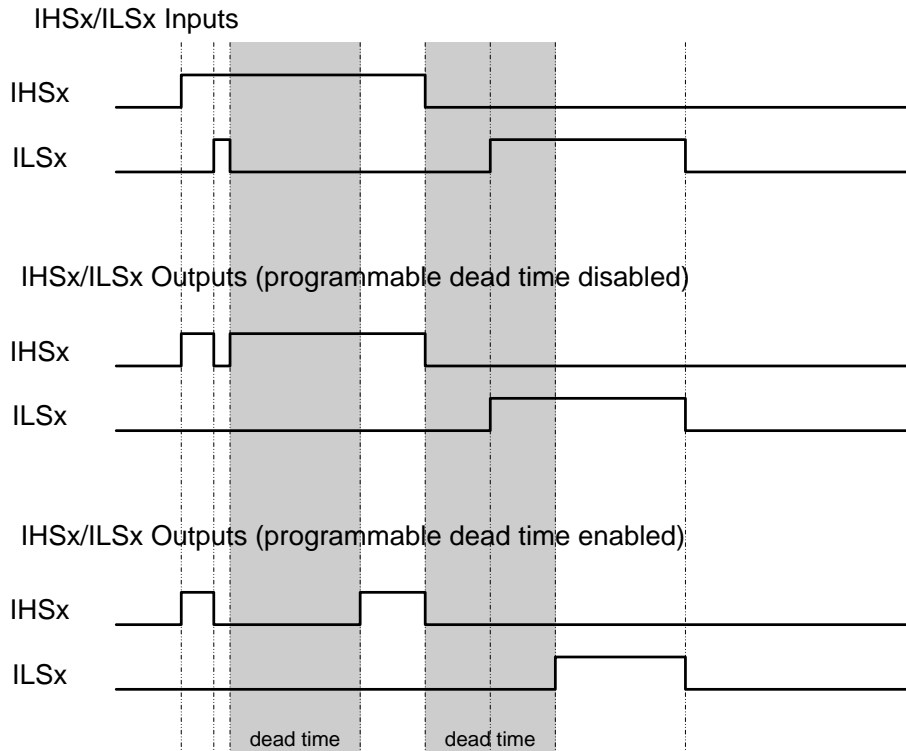 IHSx/ILSx Inputs
IHSx
ILSx
IHSx/ILSx Outputs (programmable dead time disabled)
IHSx
ILSx
IHSx/ILSx Outputs (programmable dead time enabled)
IHSx
ILSx
dead time dead time